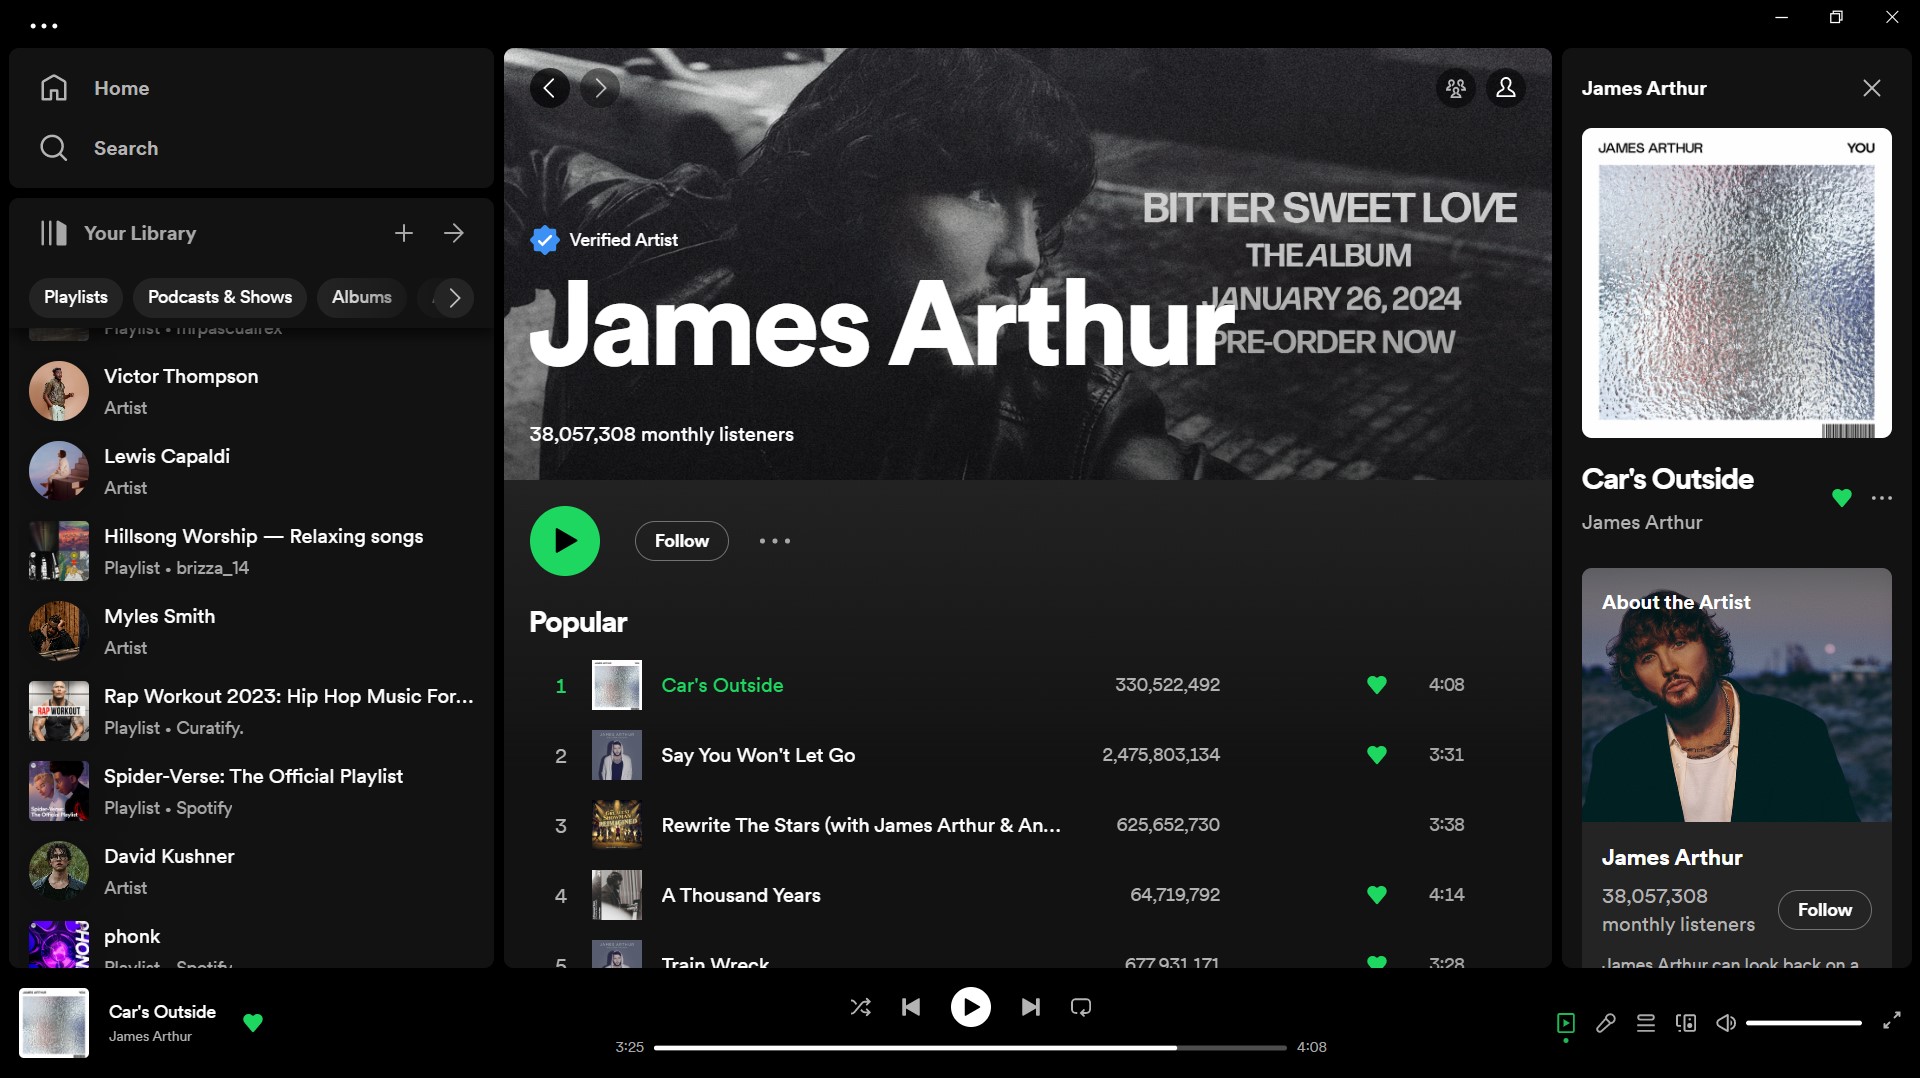 Home
Search
Your Library
Playlists
Podcasts & Shows
Albums
Playlist • mrpascualrex
Victor Thompson
Artist
Lewis Capaldi
Artist
Hillsong Worship — Relaxing songs
Playlist • brizza_14
Myles Smith
Artist
RAP WORKOUT
Rap Workout 2023: Hip Hop Music For...
Playlist • Curatify.
Spider-Verse: The Official Playlist
Playlist • Spotify
David Kushner
Artist
phonk
Playlist • Spotify
BITTER SWEET LOVE
THE ALBUM
JANUARY 26, 2024
PRE-ORDER NOW
Verified Artist
James Arthur
38,057,308 monthly listeners
Follow
Popular
1 Car's Outside 330,522,492 4:08
2 Say You Won't Let Go 2,475,803,134 3:31
3 Rewrite The Stars (with James Arthur & An... 625,652,730 3:38
4 A Thousand Years 64,719,792 4:14
5 Train Wreck 677,931,171 3:28
James Arthur
JAMES ARTHUR YOU
Car's Outside
James Arthur
About the Artist
James Arthur
38,057,308
monthly listeners
Follow
James Arthur can look back on a
Car's Outside
James Arthur
3:25
4:08